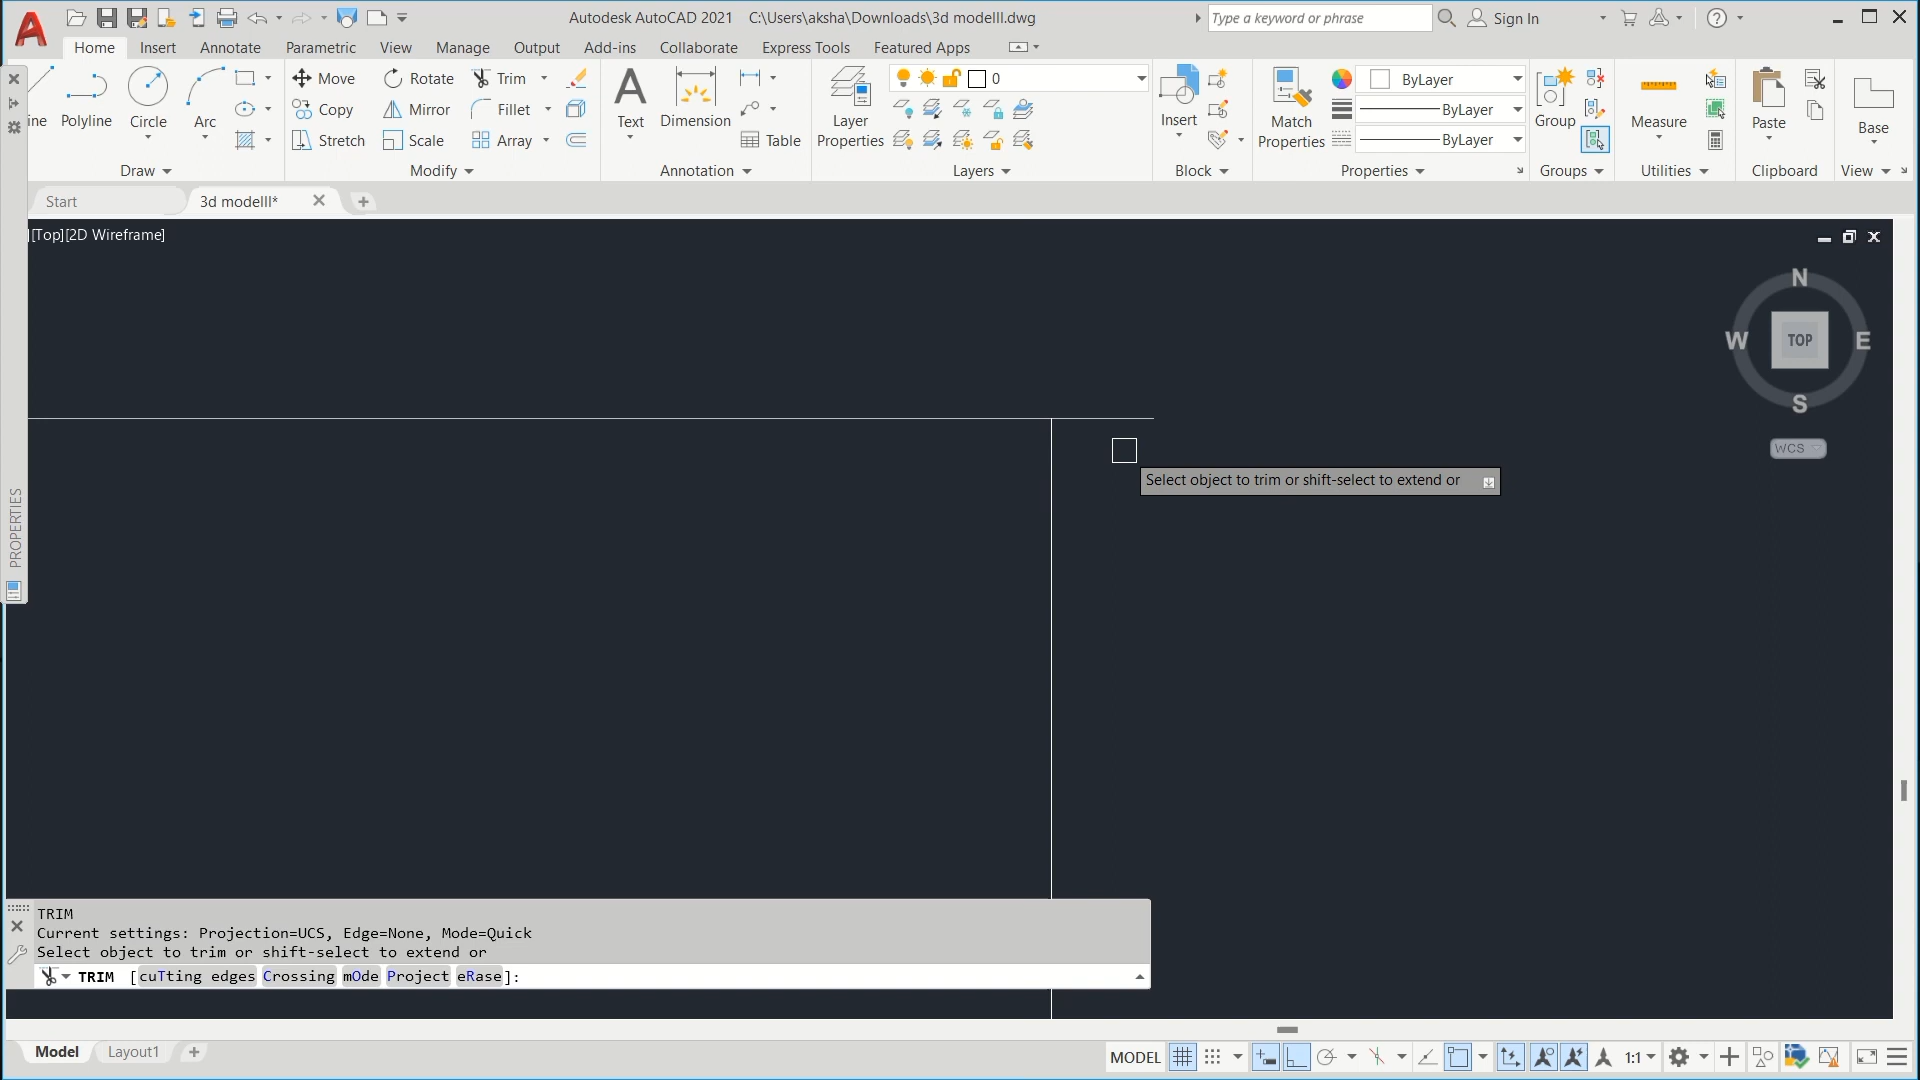 Autodesk AutoCAD 2021 C:\Users\aksha\Downloads\3d modelll.dwg
Type a keyword or phrase
Sign In
Home Insert Annotate Parametric View Manage Output Add-ins Collaborate Express Tools Featured Apps
ine
Polyline
Circle
Arc
Draw
Move Rotate Trim
Copy Mirror Fillet
Stretch Scale Array
Modify
Text
Dimension
Table
Annotation
Layer
Properties
0
Layers
Insert
Block
Match
Properties
ByLayer
ByLayer
ByLayer
Properties
Group
Groups
Measure
Utilities
Paste
Clipboard
Base
View
Start
3d modelll*
][Top][2D Wireframe]
N
W TOP E
S
WCS
Select object to trim or shift-select to extend or
PROPERTIES
TRIM
Current settings: Projection=UCS, Edge=None, Mode=Quick
Select object to trim or shift-select to extend or
TRIM [cuTting edges Crossing mOde Project eRase]:
Model Layout1
MODEL
1:1